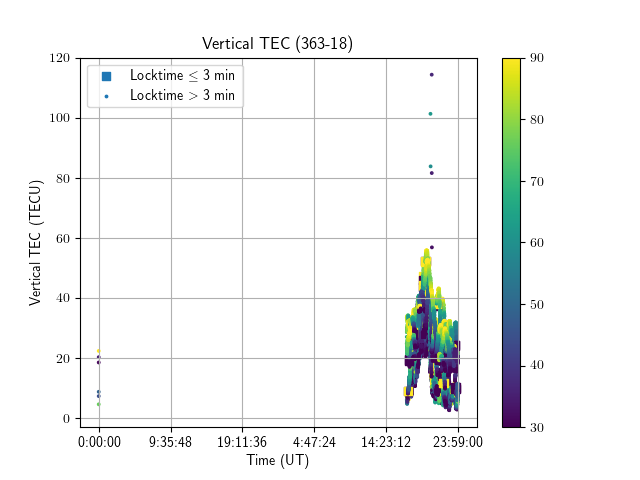 Vertical TEC (363-18)
Locktime ≤ 3 min
Locktime > 3 min
Vertical TEC (TECU)
120
100
80
60
40
20
0
0:00:00 9:35:48 19:11:36 4:47:24 14:23:12 23:59:00
Time (UT)
90
80
70
60
50
40
30